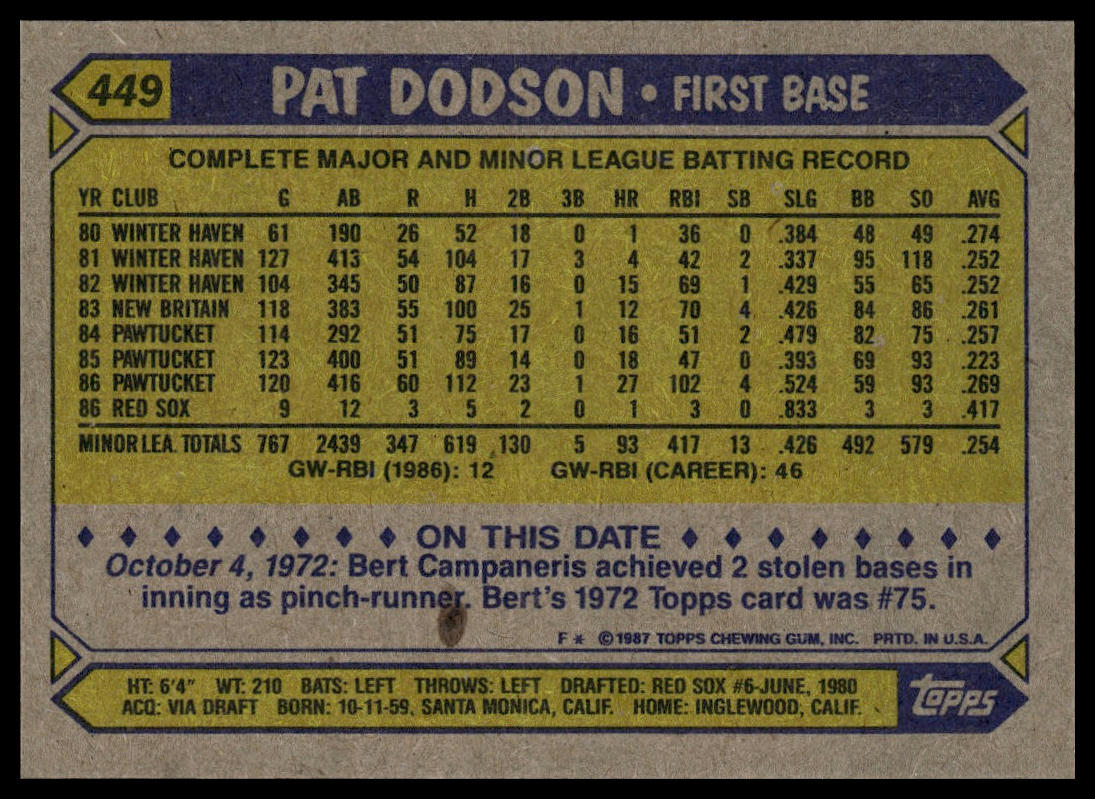 449 PAT DODSON • FIRST BASE
COMPLETE MAJOR AND MINOR LEAGUE BATTING RECORD
YR CLUB G AB R H 2B 3B HR RBI SB SLG BB SO AVG
80 WINTER HAVEN 61 190 26 52 18 0 1 36 0 .384 48 49 .274
81 WINTER HAVEN 127 413 54 104 17 3 4 42 2 .337 95 118 .252
82 WINTER HAVEN 104 345 50 87 16 0 15 69 1 .429 55 65 .252
83 NEW BRITAIN 118 383 55 100 25 1 12 70 4 .426 84 86 .261
84 PAWTUCKET 114 292 51 75 17 0 16 51 2 .479 82 75 .257
85 PAWTUCKET 123 400 51 89 14 0 18 47 0 .393 69 93 .223
86 PAWTUCKET 120 416 60 112 23 1 27 102 4 .524 59 93 .269
86 RED SOX 9 12 3 5 2 0 1 3 0 .833 3 3 .417
MINOR LEA. TOTALS 767 2439 347 619 130 5 93 417 13 .426 492 579 .254
GW-RBI (1986): 12 GW-RBI (CAREER): 46
ON THIS DATE
October 4, 1972: Bert Campaneris achieved 2 stolen bases in
inning as pinch-runner. Bert's 1972 Topps card was #75.
F * © 1987 TOPPS CHEWING GUM, INC. PRTD. IN U.S.A.
HT: 6'4" WT: 210 BATS: LEFT THROWS: LEFT DRAFTED: RED SOX #6-JUNE, 1980
ACQ: VIA DRAFT BORN: 10-11-59, SANTA MONICA, CALIF. HOME: INGLEWOOD, CALIF.
TOPPS